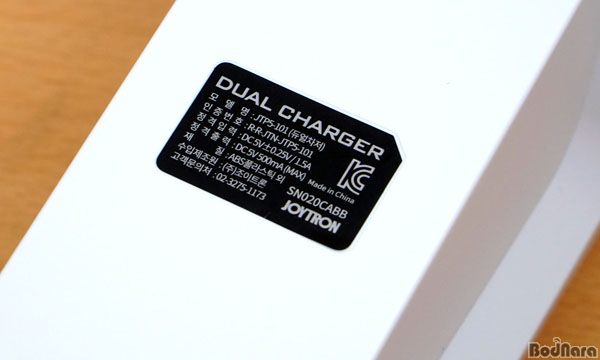 DUAL CHARGER
모 델 명 : JTPS-101 (듀얼차저)
인 증 번 호 : R-R-JTN-JTPS-101
정 격 입 력 : DC 5V±0.25V / 1.5A
정 격 출 력 : DC 5V 500mA (MAX)
재 질 : ABS플라스틱 외
수입제조원 : (주)조이트론
고객문의처 : 02-3275-1173
Made in China
SN020CABB
JOYTRON
BodNara